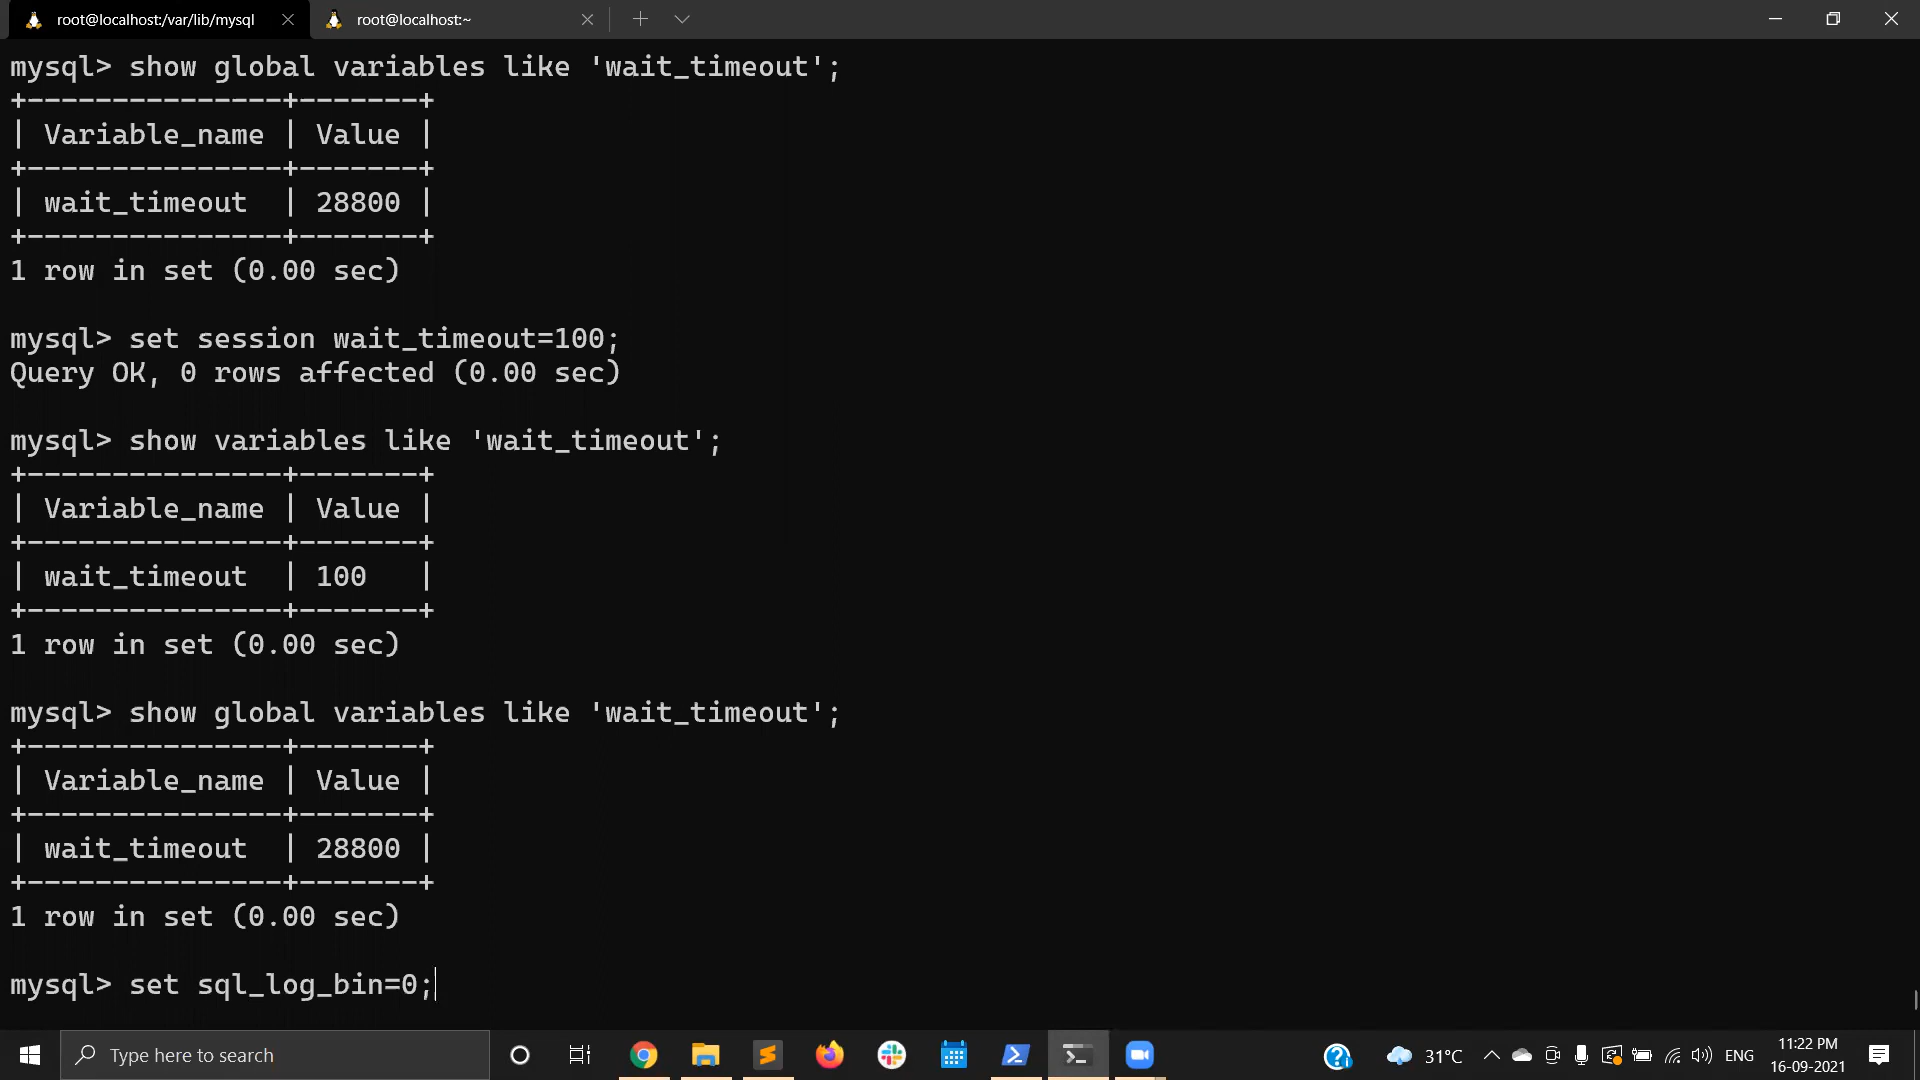 root@localhost:/var/lib/mysql
root@localhost:~
mysql> show global variables like 'wait_timeout';
+---------------+-------+
| Variable_name | Value |
+---------------+-------+
| wait_timeout  | 28800 |
+---------------+-------+
1 row in set (0.00 sec)
mysql> set session wait_timeout=100;
Query OK, 0 rows affected (0.00 sec)
mysql> show variables like 'wait_timeout';
+---------------+-------+
| Variable_name | Value |
+---------------+-------+
| wait_timeout  | 100   |
+---------------+-------+
1 row in set (0.00 sec)
mysql> show global variables like 'wait_timeout';
+---------------+-------+
| Variable_name | Value |
+---------------+-------+
| wait_timeout  | 28800 |
+---------------+-------+
1 row in set (0.00 sec)
mysql> set sql_log_bin=0;
Type here to search
31°C
ENG
11:22 PM
16-09-2021